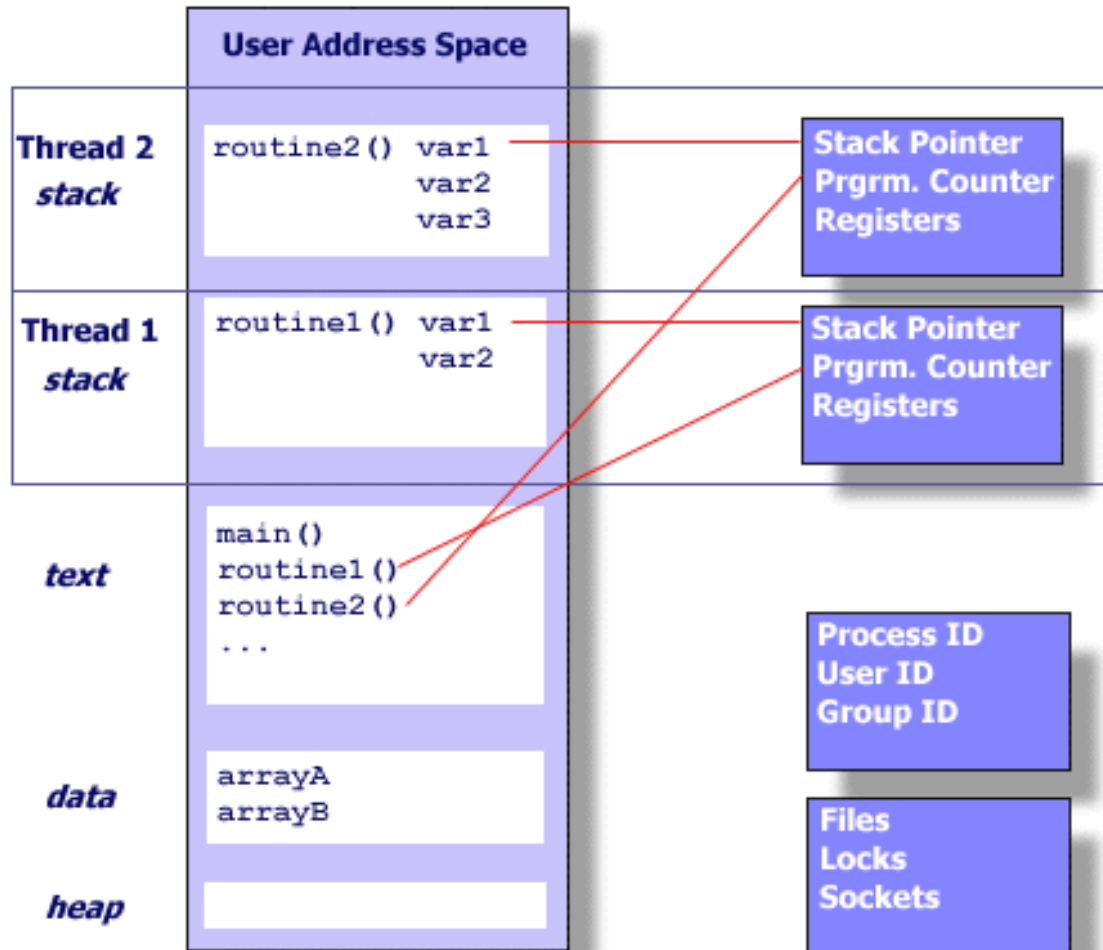 User Address Space
Thread 2
stack
routine2() var1
var2
var3
Stack Pointer
Prgrm. Counter
Registers
Thread 1
stack
routine1() var1
var2
Stack Pointer
Prgrm. Counter
Registers
text
main()
routine1()
routine2()
...
Process ID
User ID
Group ID
data
arrayA
arrayB
Files
Locks
Sockets
heap